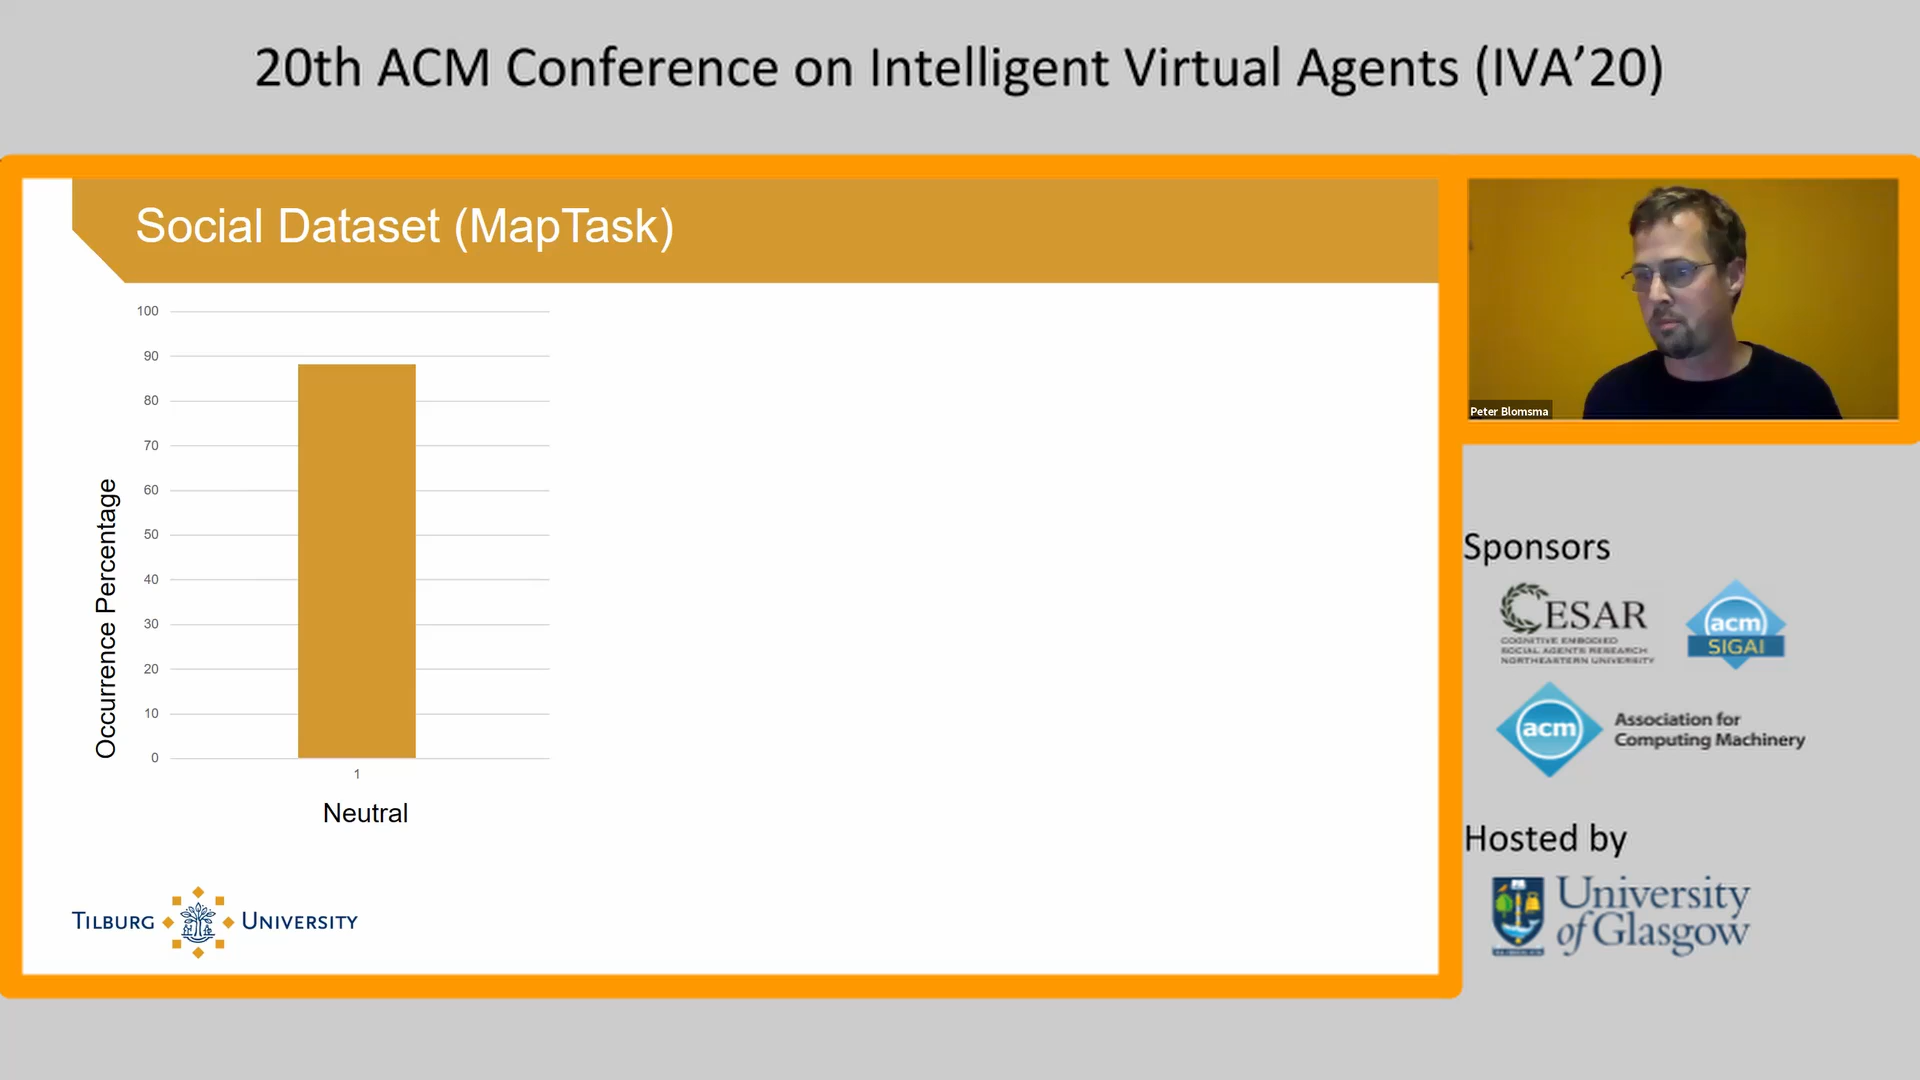 20th ACM Conference on Intelligent Virtual Agents (IVA'20)
Social Dataset (MapTask)
100
90
80
70
60
50
40
30
20
10
0
Occurrence Percentage
1
Neutral
TILBURG UNIVERSITY
Peter Blomsma
Sponsors
CESAR
COGNITIVE EMBODIED
SOCIAL AGENTS RESEARCH
NORTHEASTERN UNIVERSITY
acm
SIGAI
acm
Association for
Computing Machinery
Hosted by
University
of Glasgow